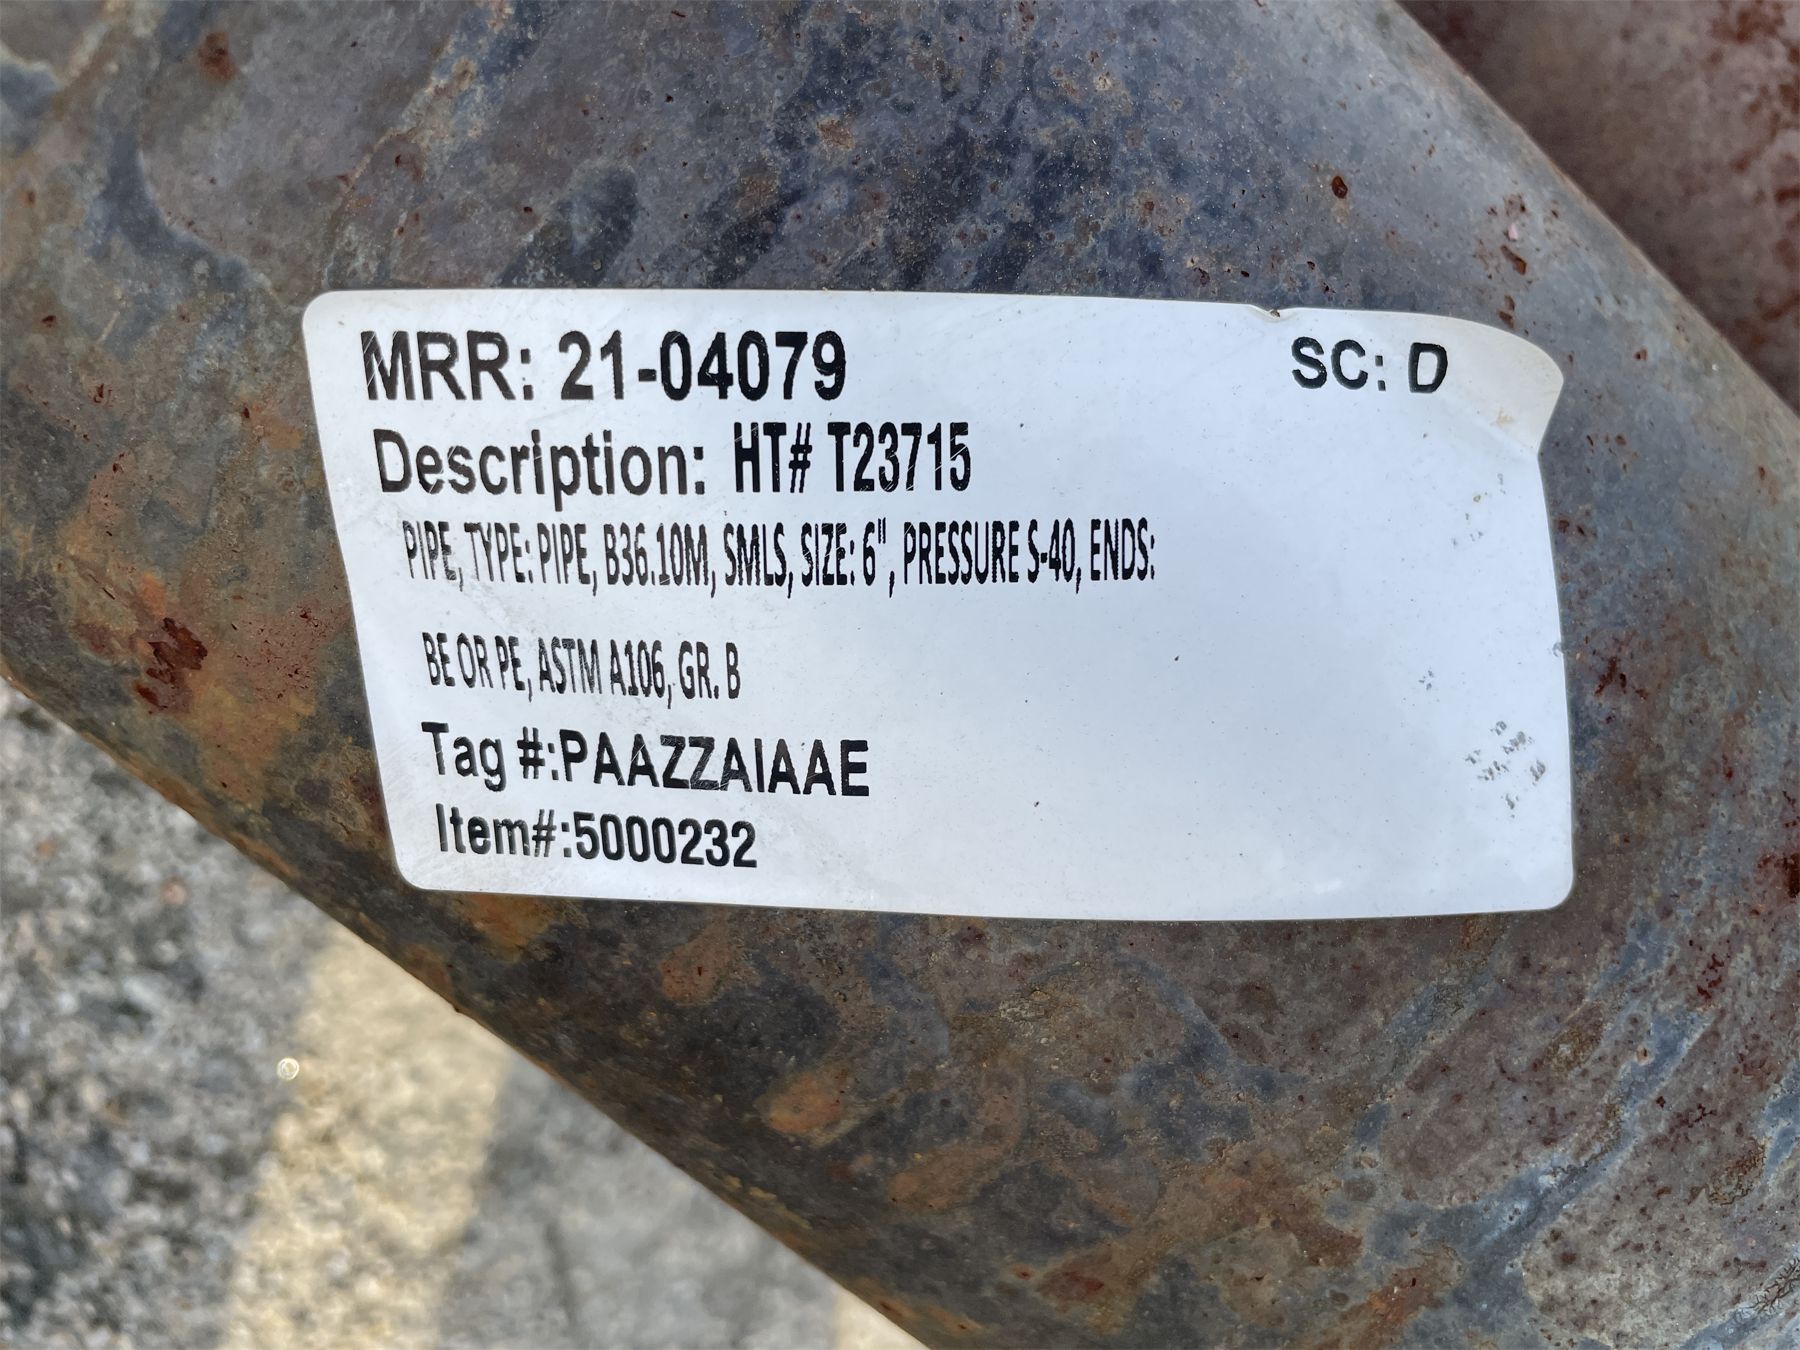 MRR: 21-04079 SC: D
Description: HT# T23715
PIPE, TYPE: PIPE, B36.10M, SMLS, SIZE: 6", PRESSURE S-40, ENDS:
BE OR PE, ASTM A106, GR. B
Tag #:PAAZZAIAAE
Item#:5000232